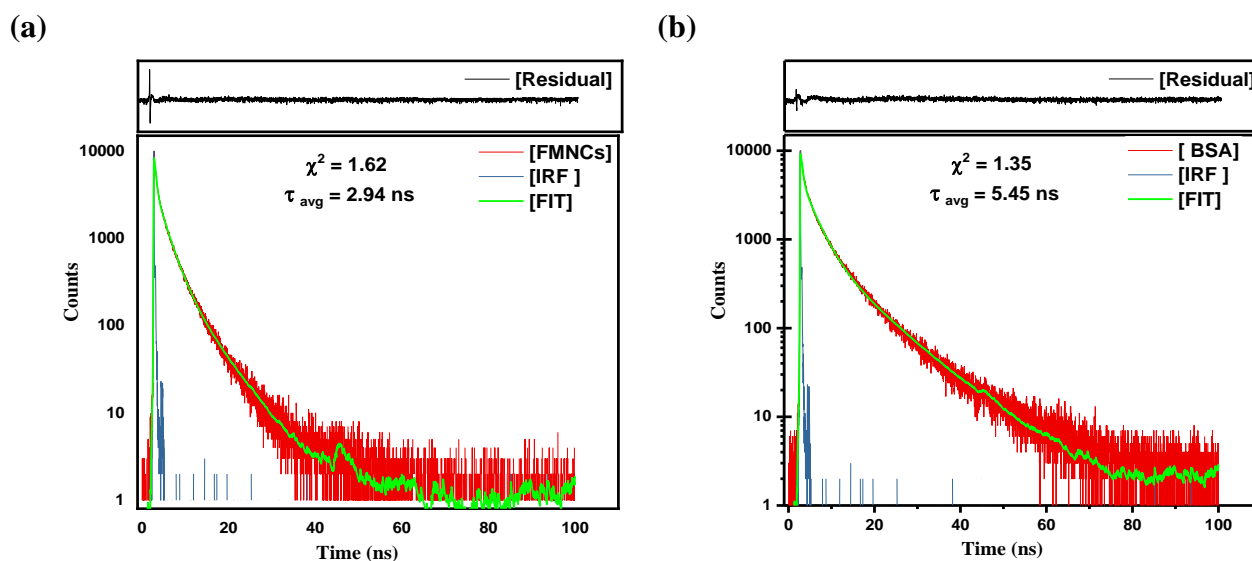 (a)
[Residual]
[FMNCs]
[IRF ]
[FIT]
χ² = 1.62
τ avg = 2.94 ns
10000
1000
100
10
1
Counts
0 20 40 60 80 100
Time (ns)
(b)
[Residual]
[ BSA]
[IRF ]
[FIT]
χ² = 1.35
τ avg = 5.45 ns
10000
1000
100
10
1
Counts
0 20 40 60 80 100
Time (ns)